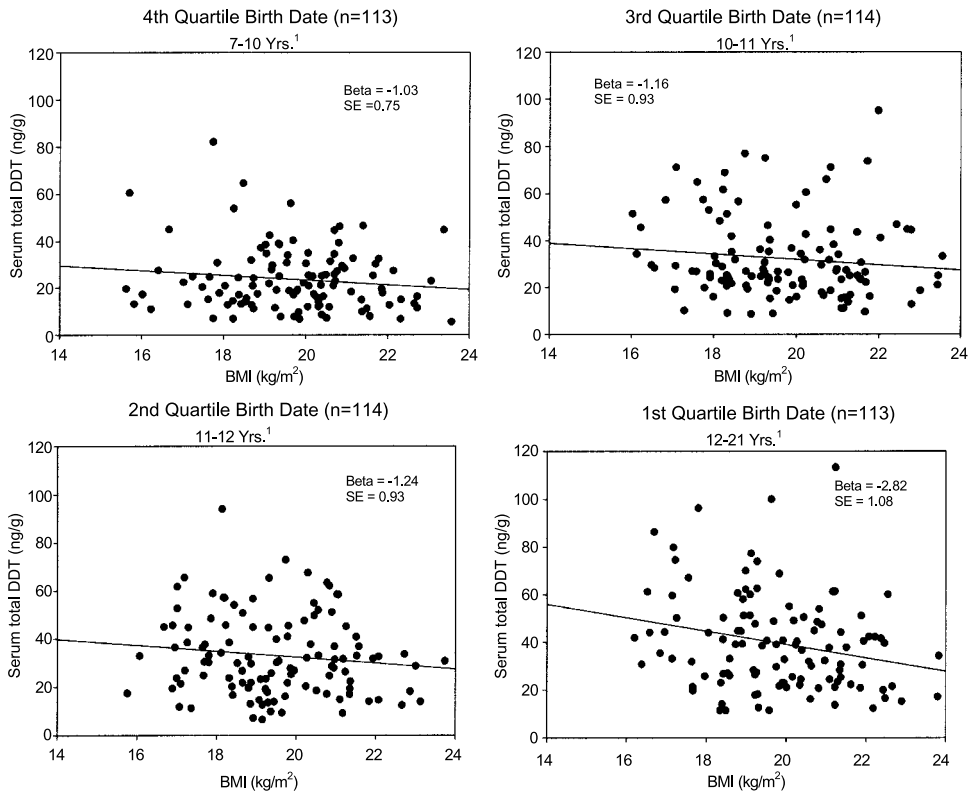 4th Quartile Birth Date (n=113)
7-10 Yrs.¹
120
100
80
60
40
20
0
Serum total DDT (ng/g)
Beta = -1.03
SE =0.75
14 16 18 20 22 24
BMI (kg/m²)
3rd Quartile Birth Date (n=114)
10-11 Yrs.¹
120
100
80
60
40
20
0
Serum total DDT (ng/g)
Beta = -1.16
SE = 0.93
14 16 18 20 22 24
BMI (kg/m²)
2nd Quartile Birth Date (n=114)
11-12 Yrs.¹
120
100
80
60
40
20
0
Serum total DDT (ng/g)
Beta = -1.24
SE = 0.93
14 16 18 20 22 24
BMI (kg/m²)
1st Quartile Birth Date (n=113)
12-21 Yrs.¹
120
100
80
60
40
20
0
Serum total DDT (ng/g)
Beta = -2.82
SE = 1.08
14 16 18 20 22 24
BMI (kg/m²)